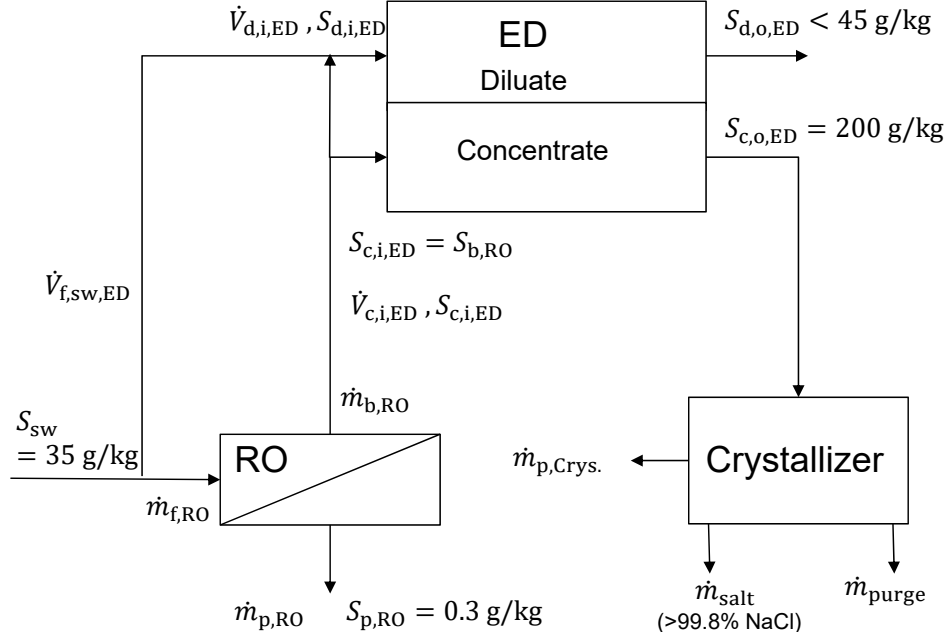 V̇d,i,ED , Sd,i,ED
ED
Diluate
Sd,o,ED < 45 g/kg
Concentrate
Sc,o,ED = 200 g/kg
Sc,i,ED = Sb,RO
V̇f,sw,ED
V̇c,i,ED , Sc,i,ED
ṁb,RO
Ssw
= 35 g/kg
RO
ṁf,RO
ṁp,RO Sp,RO = 0.3 g/kg
ṁp,Crys.
Crystallizer
ṁsalt
(>99.8% NaCl)
ṁpurge